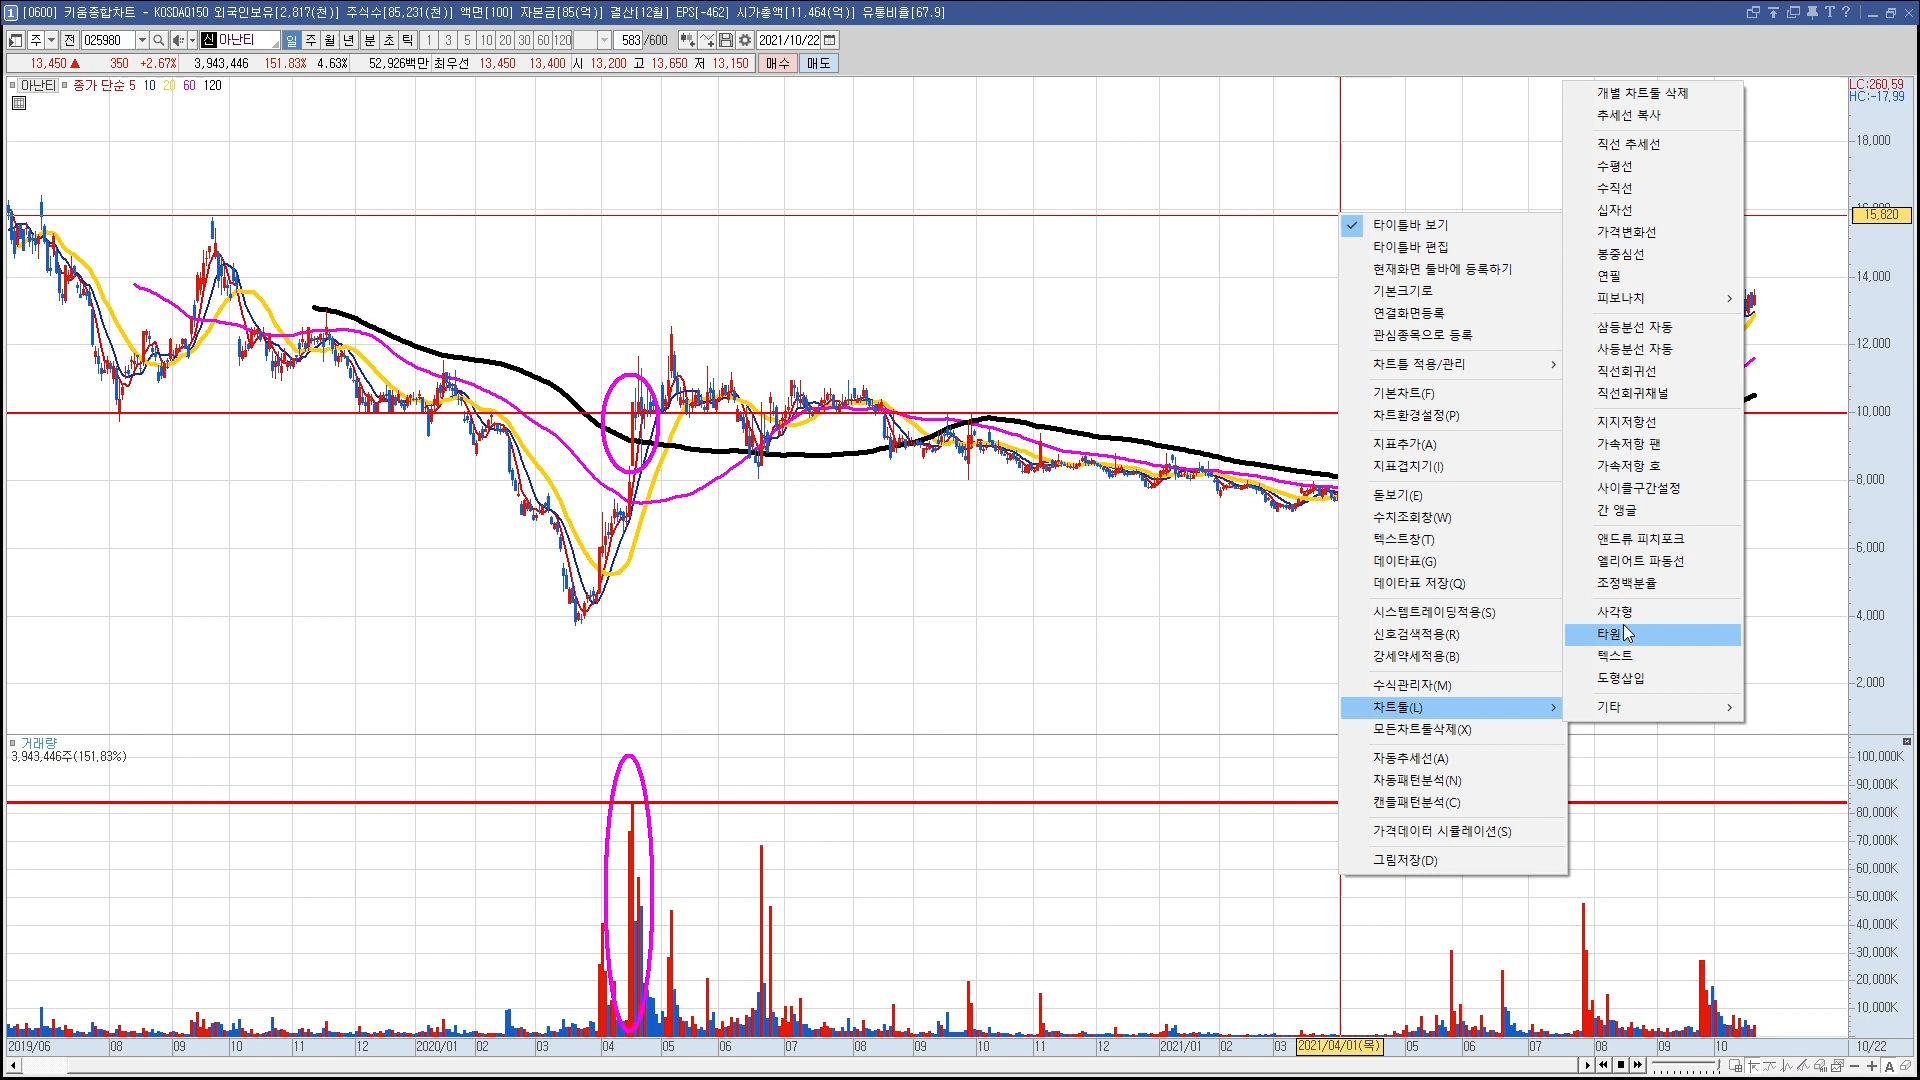 [0600] 키움종합차트 - KOSDAQ150 외국인보유[2,817(천)] 주식수[85,231(천)] 액면[100] 자본금[85(억)] 결산[12월] EPS[-462] 시가총액[11,464(억)] 유통비율[67.9]
주 전 025980 신 아난티 일 주 월 년 분 초 틱 1 3 5 10 20 30 60 120 583 /600 2021/10/22
13,450 ▲ 350 +2.67% 3,943,446 151.83% 4.63% 52,926백만 최우선 13,450 13,400 시 13,200 고 13,650 저 13,150 매수 매도
아난티 종가 단순 5 10 20 60 120
LC:260.59
HC:-17.99
18,000
16,000
15,820
14,000
12,000
10,000
8,000
6,000
4,000
2,000
타이틀바 보기
타이틀바 편집
현재화면 툴바에 등록하기
기본크기로
연결화면등록
관심종목으로 등록
차트틀 적용/관리
기본차트(F)
차트환경설정(P)
지표추가(A)
지표겹치기(I)
돋보기(E)
수치조회창(W)
텍스트창(T)
데이타표(G)
데이타표 저장(Q)
시스템트레이딩적용(S)
신호검색적용(R)
강세약세적용(B)
수식관리자(M)
차트툴(L)
모든차트툴삭제(X)
자동추세선(A)
자동패턴분석(N)
캔들패턴분석(C)
가격데이터 시뮬레이션(S)
그림저장(D)
개별 차트툴 삭제
추세선 복사
직선 추세선
수평선
수직선
십자선
가격변화선
봉중심선
연필
피보나치
삼등분선 자동
사등분선 자동
직선회귀선
직선회귀채널
지지저항선
가속저항 팬
가속저항 호
사이클구간설정
간 앵글
앤드류 피치포크
엘리어트 파동선
조정백분율
사각형
타원
텍스트
도형삽입
기타
거래량
3,943,446주(151.83%)
100,000K
90,000K
80,000K
70,000K
60,000K
50,000K
40,000K
30,000K
20,000K
10,000K
2019/06 08 09 10 11 12 2020/01 02 03 04 05 06 07 08 09 10 11 12 2021/01 02 03 2021/04/01(목) 05 06 07 08 09 10 10/22